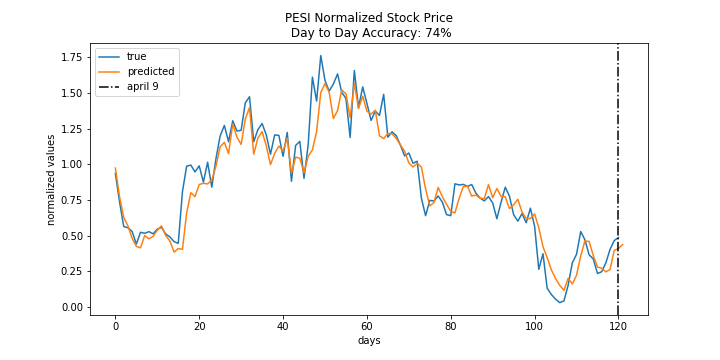 PESI Normalized Stock Price
Day to Day Accuracy: 74%
true
predicted
april 9
normalized values
1.75
1.50
1.25
1.00
0.75
0.50
0.25
0.00
0
20
40
60
80
100
120
days